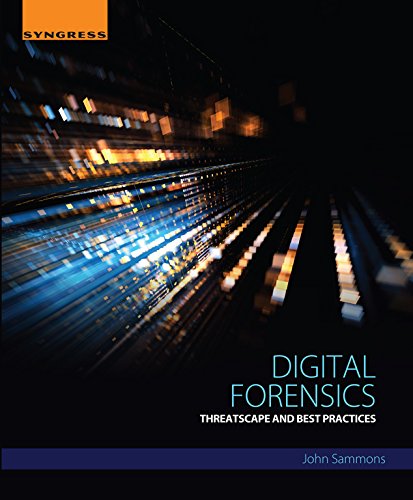 SYNGRESS
DIGITAL
FORENSICS
THREATSCAPE AND BEST PRACTICES
John Sammons